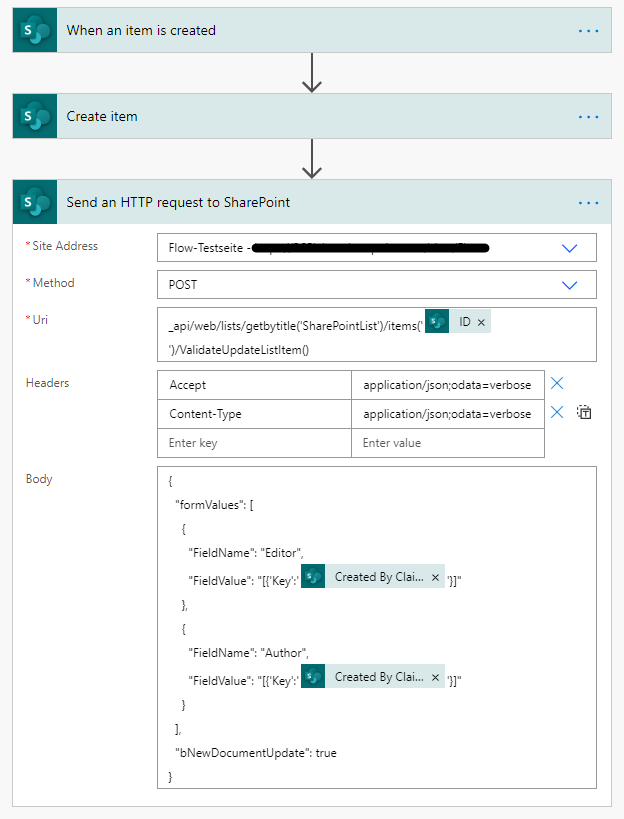 When an item is created
Create item
Send an HTTP request to SharePoint
* Site Address
Flow-Testseite -
* Method
POST
* Uri
_api/web/lists/getbytitle('SharePointList')/items(' ID ×
')/ValidateUpdateListItem()
Headers
Accept application/json;odata=verbose
Content-Type application/json;odata=verbose
Enter key Enter value
Body
{
"formValues": [
{
"FieldName": "Editor",
"FieldValue": "[{'Key':' Created By Clai... × '}]"
},
{
"FieldName": "Author",
"FieldValue": "[{'Key':' Created By Clai... × '}]"
}
],
"bNewDocumentUpdate": true
}